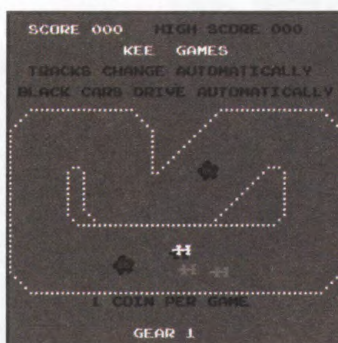 SCORE 000 HIGH SCORE 000
KEE GAMES
TRACKS CHANGE AUTOMATICALLY
BLACK CARS DRIVE AUTOMATICALLY
1 COIN PER GAME
GEAR 1